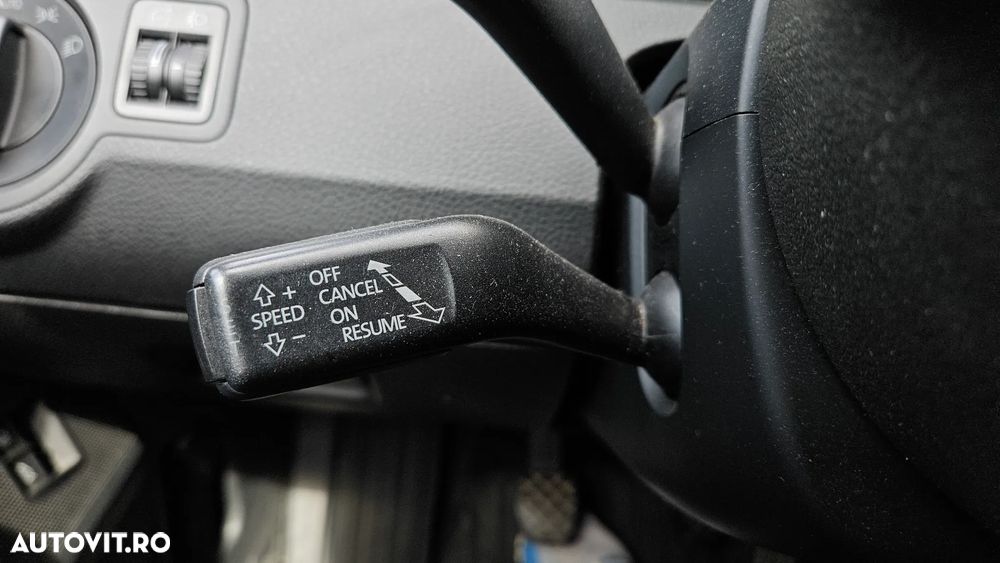 OFF
+ CANCEL
SPEED ON
− RESUME
AUTOVIT.RO